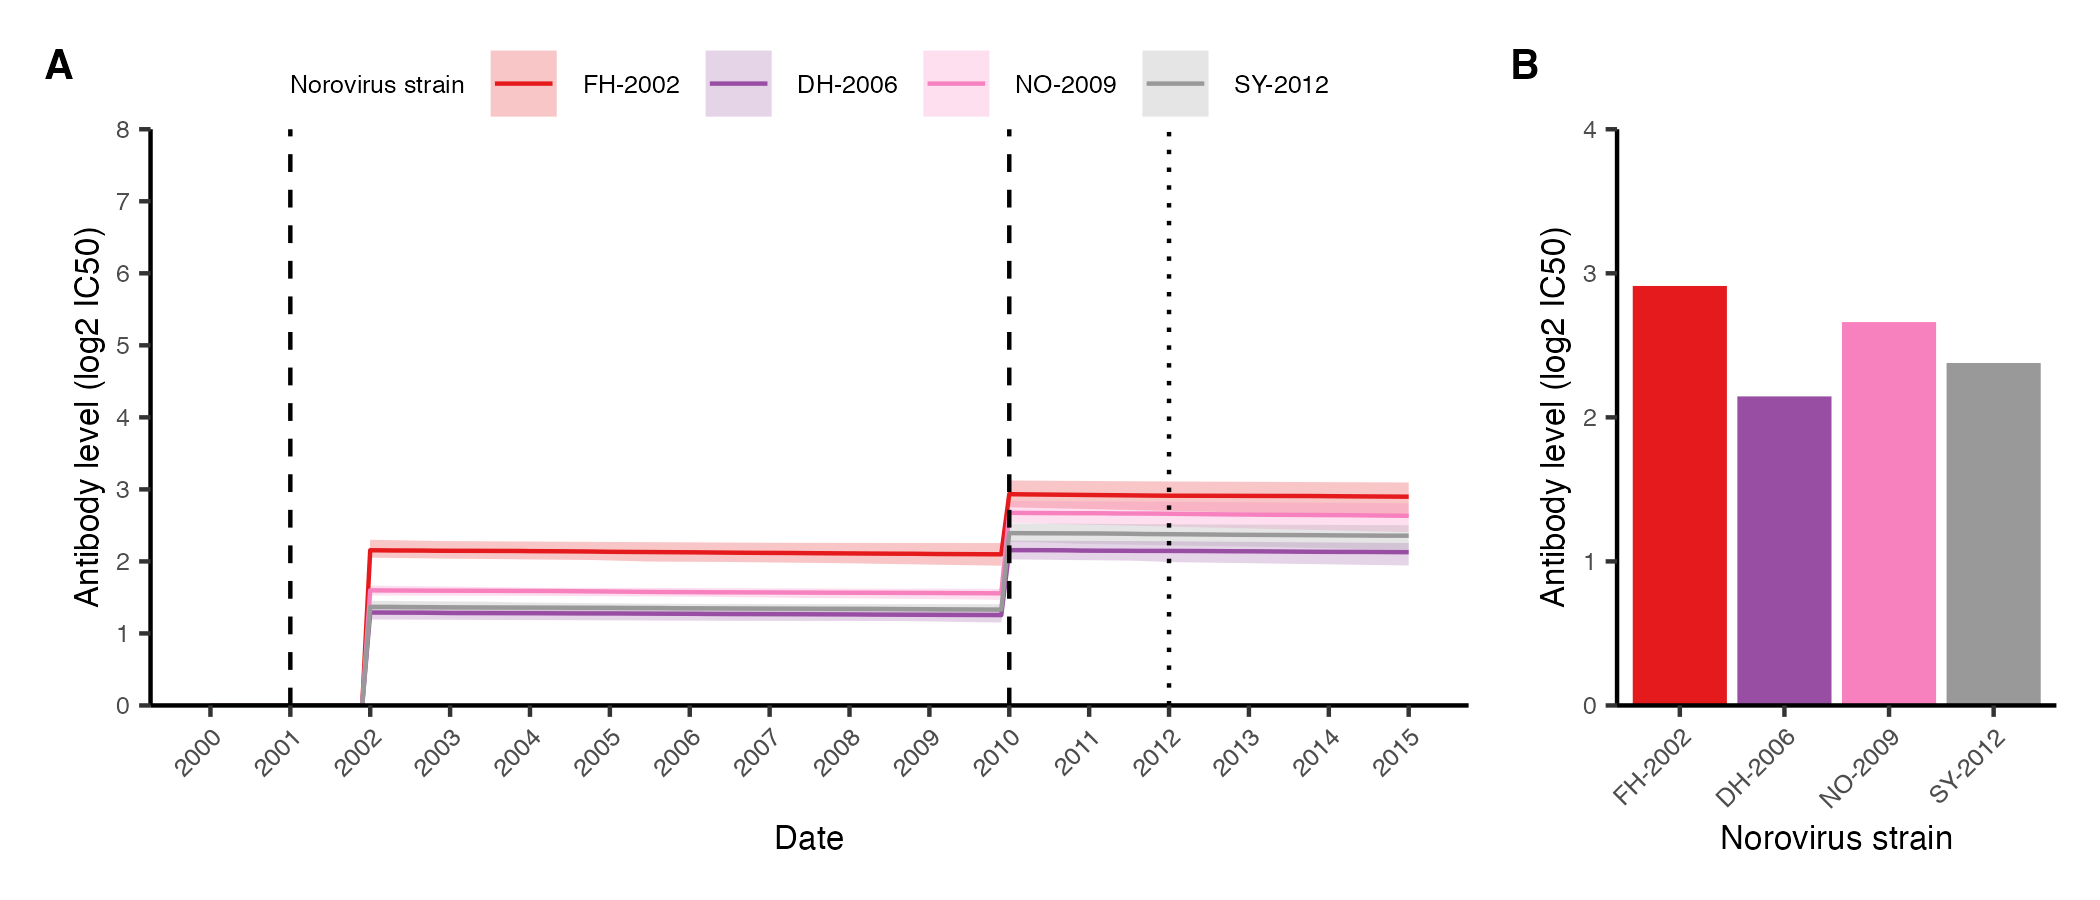 A
Norovirus strain FH-2002 DH-2006 NO-2009 SY-2012
Antibody level (log2 IC50)
8
7
6
5
4
3
2
1
0
2000 2001 2002 2003 2004 2005 2006 2007 2008 2009 2010 2011 2012 2013 2014 2015
Date
B
Antibody level (log2 IC50)
4
3
2
1
0
FH-2002 DH-2006 NO-2009 SY-2012
Norovirus strain